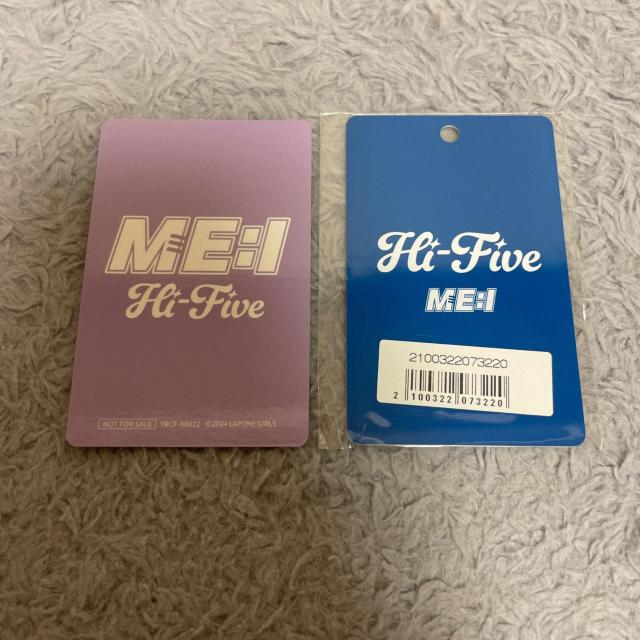 ME:I
Hi-Five
NOT FOR SALE YRCF-90022 ©2024 LAPONE GIRLS
Hi-Five
ME:I
2100322073220
2 100322 073220